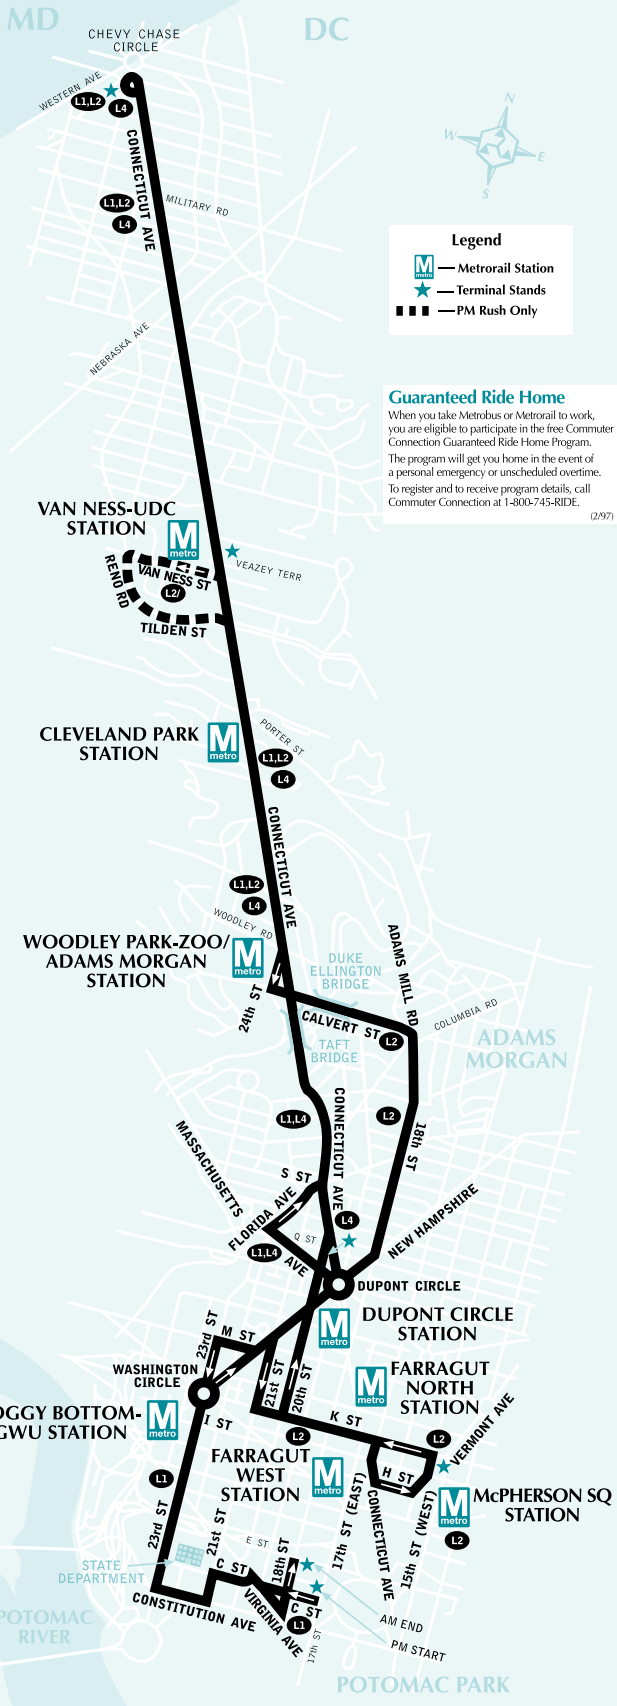 MD
DC
CHEVY CHASE
CIRCLE
WESTERN AVE
L1,L2
L4
CONNECTICUT AVE
N
W
E
S
L1,L2
L4
MILITARY RD
Legend
M
metro
Metrorail Station
Terminal Stands
PM Rush Only
NEBRASKA AVE
Guaranteed Ride Home
When you take Metrobus or Metrorail to work,
you are eligible to participate in the free Commuter
Connection Guaranteed Ride Home Program.
The program will get you home in the event of
a personal emergency or unscheduled overtime.
To register and to receive program details, call
Commuter Connection at 1-800-745-RIDE.
(2/97)
VAN NESS-UDC
STATION
M
metro
VEAZEY TERR
VAN NESS ST
RENO RD
L2/
TILDEN ST
CLEVELAND PARK
STATION
M
metro
PORTER ST
L1,L2
L4
CONNECTICUT AVE
L1,L2
L4
WOODLEY RD
WOODLEY PARK-ZOO/
ADAMS MORGAN
STATION
M
metro
24th ST
DUKE
ELLINGTON
BRIDGE
ADAMS MILL RD
CALVERT ST
L2
COLUMBIA RD
TAFT
BRIDGE
ADAMS
MORGAN
L1,L4
CONNECTICUT AVE
L2
18th ST
MASSACHUSETTS
AVE
S ST
FLORIDA AVE
Q ST
L4
L1,L4
NEW HAMPSHIRE
DUPONT CIRCLE
M
metro
DUPONT CIRCLE
STATION
23rd ST
M ST
WASHINGTON
CIRCLE
21st ST
20th ST
M
metro
FARRAGUT
NORTH
STATION
OGGY BOTTOM-
GWU STATION
M
metro
I ST
K ST
L2
L2
VERMONT AVE
FARRAGUT
WEST
STATION
M
metro
H ST
L1
23rd ST
21st ST
17th ST (EAST)
CONNECTICUT AVE
15th ST (WEST)
M
metro
McPHERSON SQ
STATION
L2
STATE
DEPARTMENT
E ST
18th ST
C ST
CONSTITUTION AVE
VIRGINIA AVE
C ST
L1
17th ST
AM END
PM START
POTOMAC
RIVER
POTOMAC PARK